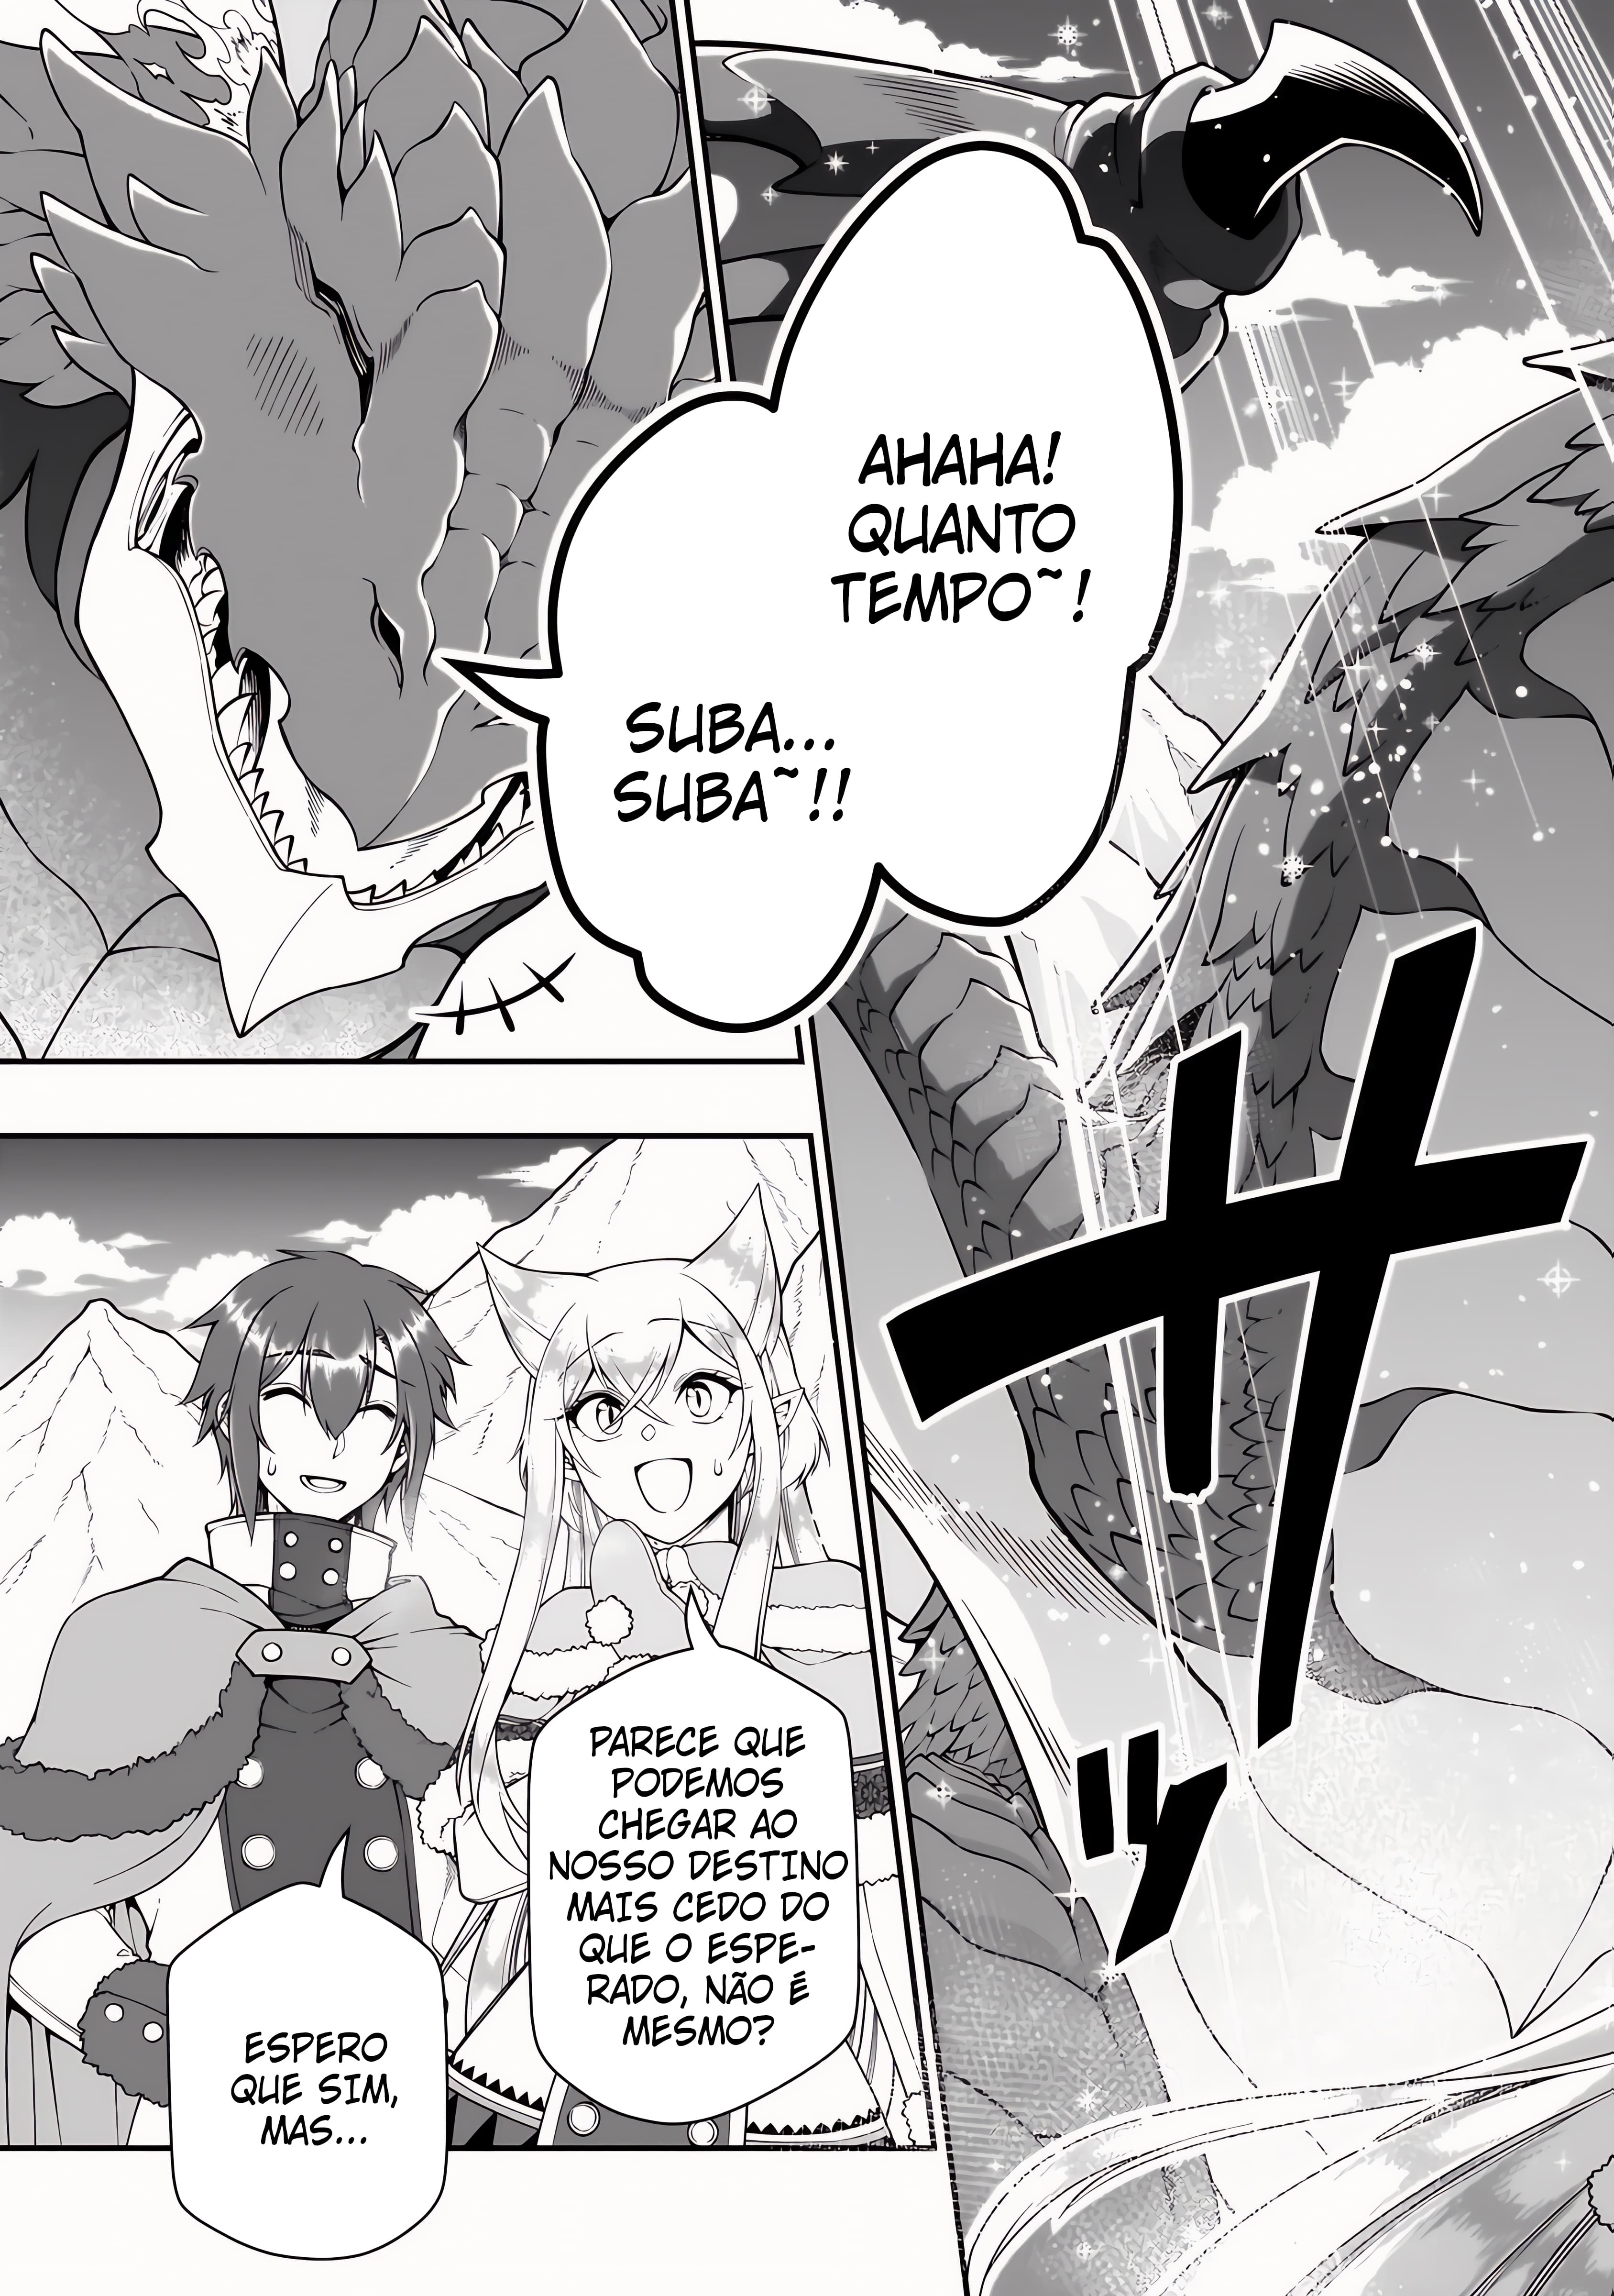 AHAHA!
QUANTO
TEMPO~!
SUBA...
SUBA~!!
ザッ
PARECE QUE
PODEMOS
CHEGAR AO
NOSSO DESTINO
MAIS CEDO DO
QUE O ESPE-
RADO, NÃO É
MESMO?
ESPERO
QUE SIM,
MAS...